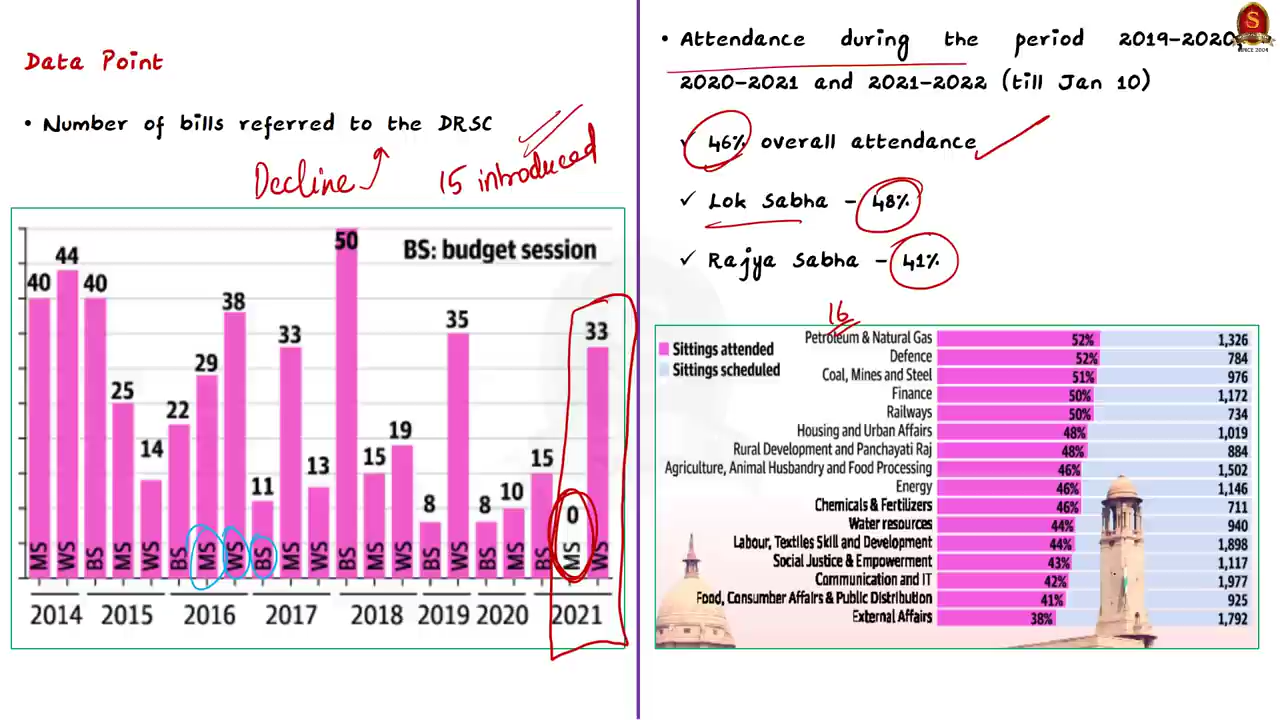 Data Point
• Number of bills referred to the DRSC
Decline
15 introduced
BS: budget session
40 44 40 25 14 22 29 38 11 33 13 50 15 19 8 35 8 10 15 0 33
MS WS BS MS WS BS MS WS BS MS WS BS MS WS BS WS BS MS BS MS WS
2014 2015 2016 2017 2018 2019 2020 2021
• Attendance during the period 2019-2020,
2020-2021 and 2021-2022 (till Jan 10)
✓ 46% overall attendance
✓ Lok Sabha - 48%
✓ Rajya Sabha - 41%
16
Sittings attended
Sittings scheduled
Petroleum & Natural Gas 52% 1,326
Defence 52% 784
Coal, Mines and Steel 51% 976
Finance 50% 1,172
Railways 50% 734
Housing and Urban Affairs 48% 1,019
Rural Development and Panchayati Raj 48% 884
Agriculture, Animal Husbandry and Food Processing 46% 1,502
Energy 46% 1,146
Chemicals & Fertilizers 46% 711
Water resources 44% 940
Labour, Textiles Skill and Development 44% 1,898
Social Justice & Empowerment 43% 1,117
Communication and IT 42% 1,977
Food, Consumber Affairs & Public Distribution 41% 925
External Affairs 38% 1,792
S
SINCE 2004